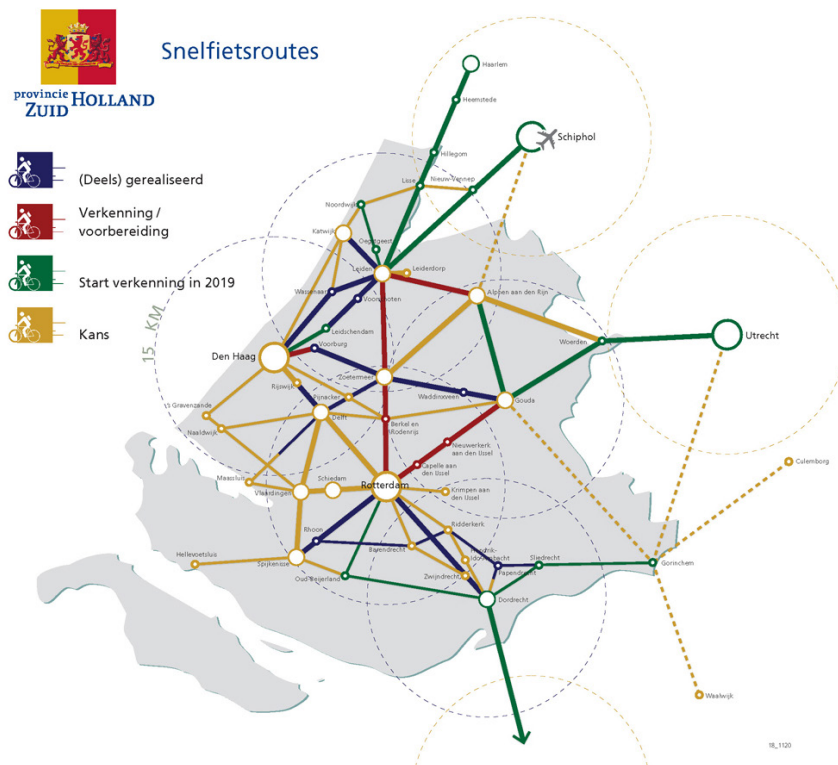 Snelfietsroutes
provincie
ZUID HOLLAND
(Deels) gerealiseerd
Verkenning /
voorbereiding
Start verkenning in 2019
Kans
15 KM
Haarlem
Heemstede
Schiphol
Hillegom
Lisse
Nieuw-Vennep
Noordwijk
Katwijk
Oegstgeest
Leiden
Leiderdorp
Wassenaar
Voorschoten
Alphen aan den Rijn
Leidschendam
Voorburg
Den Haag
Woerden
Utrecht
Zoetermeer
Rijswijk
Pijnacker
Waddinxveen
Gouda
's Gravenzande
Naaldwijk
Delft
Berkel en
Rodenrijs
Nieuwerkerk
aan den IJssel
Capelle aan
den IJssel
Culemborg
Maassluis
Vlaardingen
Schiedam
Rotterdam
Krimpen aan
den IJssel
Rhoon
Ridderkerk
Barendrecht
Hendrik-
Ido-Ambacht
Sliedrecht
Papendrecht
Gorinchem
Hellevoetsluis
Spijkenisse
Oud-Beijerland
Zwijndrecht
Dordrecht
Waalwijk
18_1120